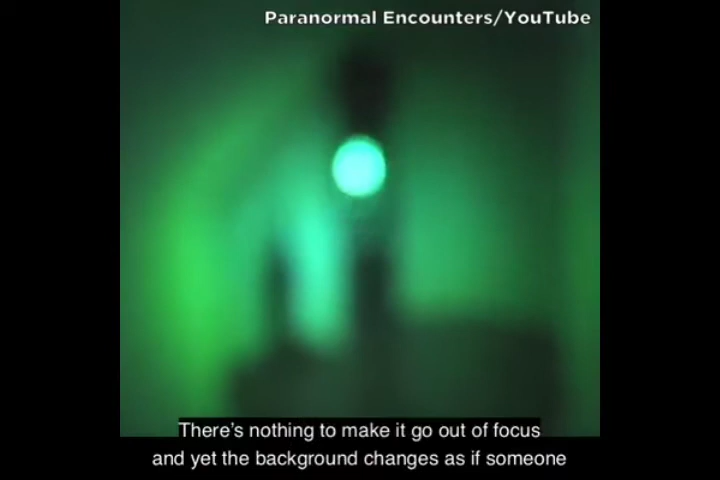 Paranormal Encounters/YouTube
There's nothing to make it go out of focus
and yet the background changes as if someone